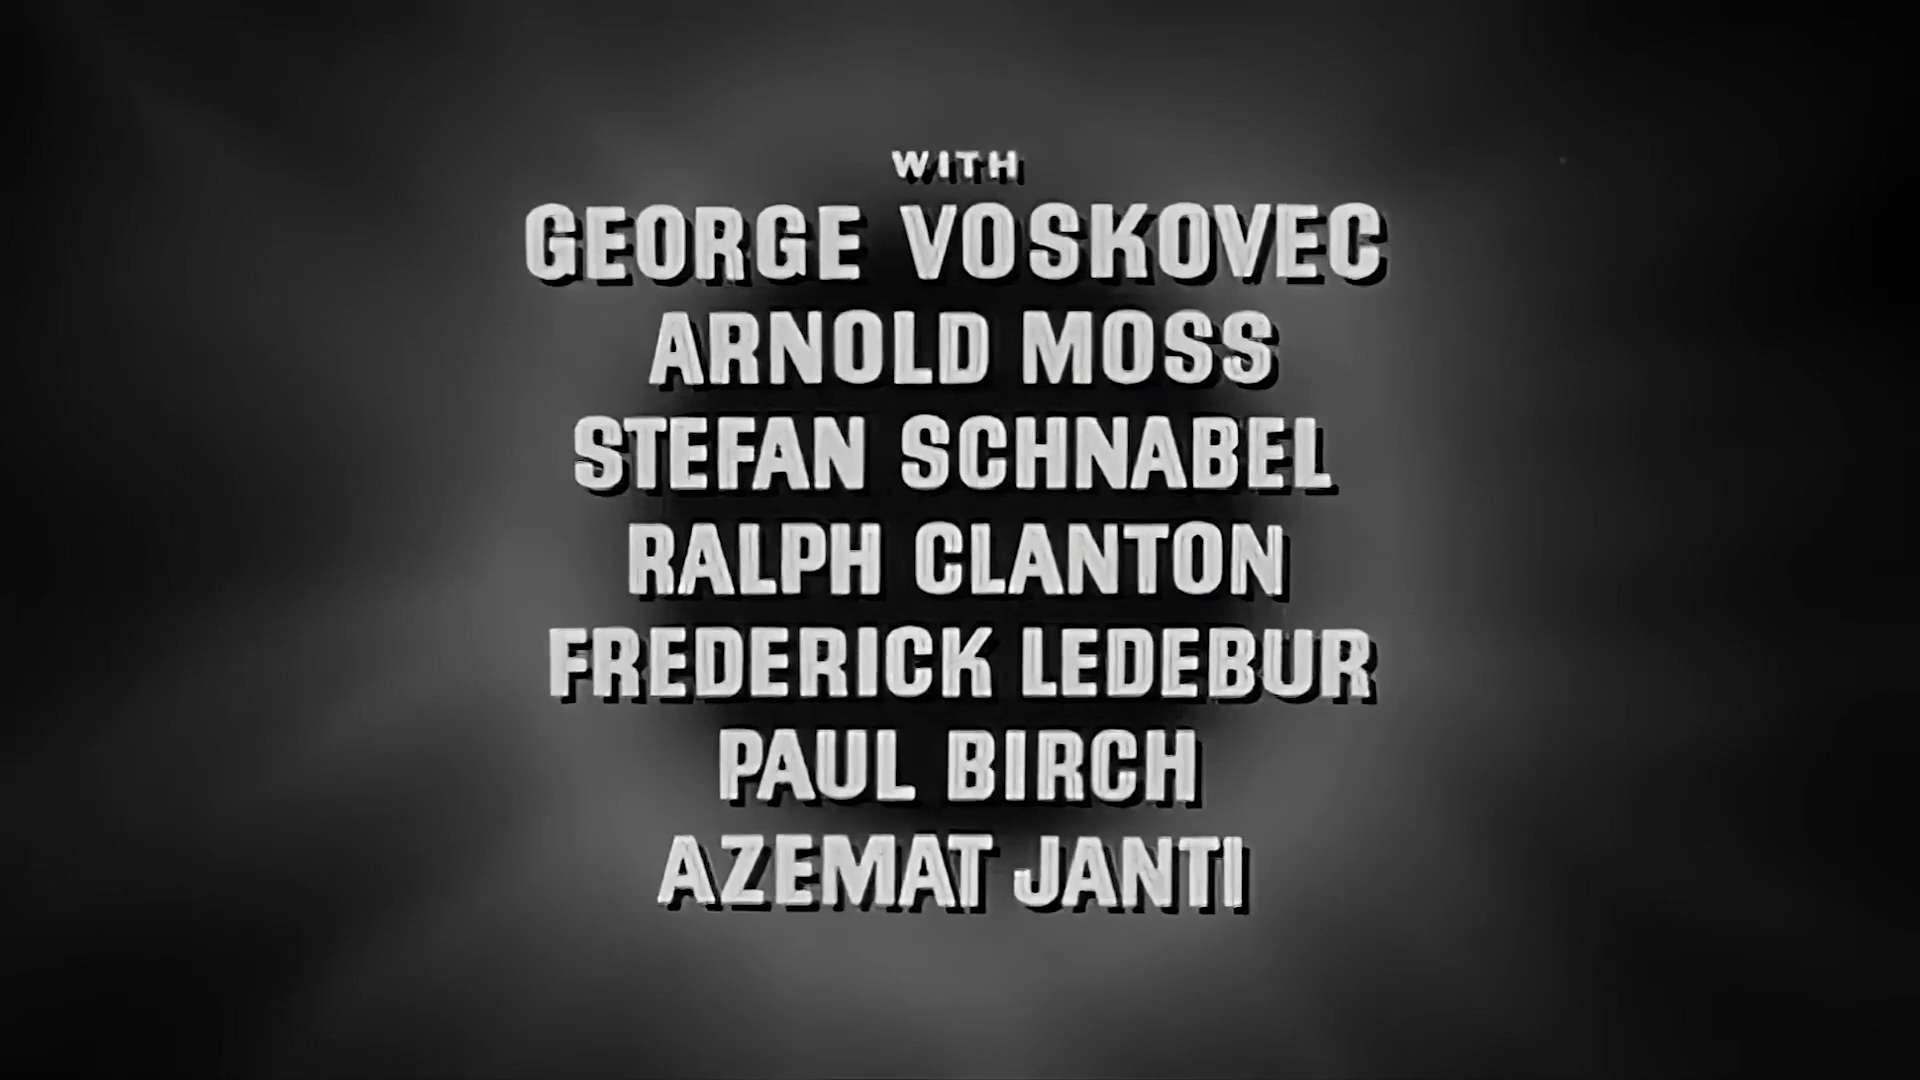 WITH
GEORGE VOSKOVEC
ARNOLD MOSS
STEFAN SCHNABEL
RALPH CLANTON
FREDERICK LEDEBUR
PAUL BIRCH
AZEMAT JANTI